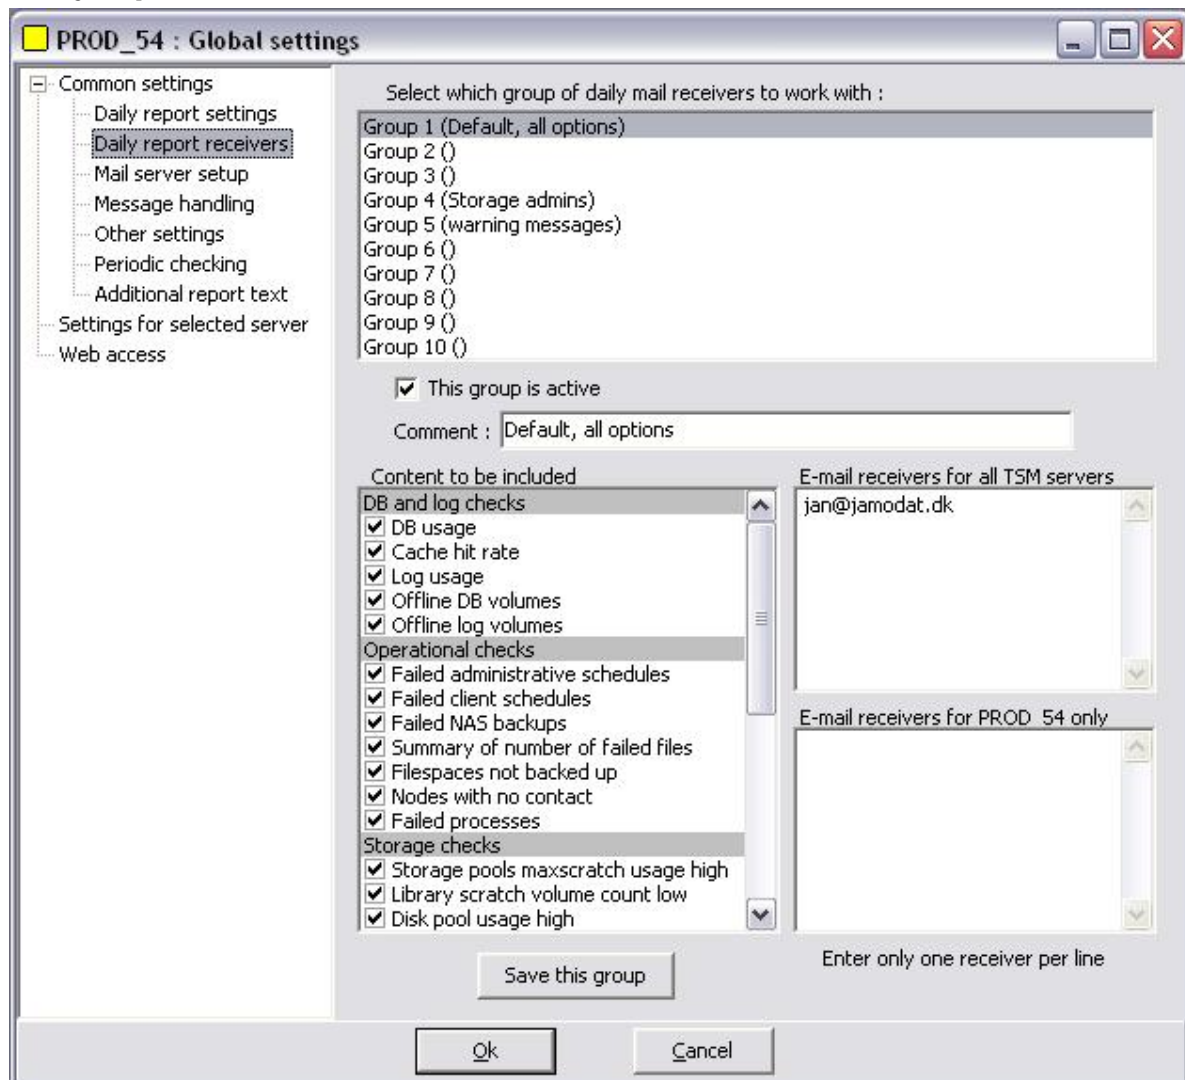 PROD_54 : Global settings
Common settings
Daily report settings
Daily report receivers
Mail server setup
Message handling
Other settings
Periodic checking
Additional report text
Settings for selected server
Web access
Select which group of daily mail receivers to work with :
Group 1 (Default, all options)
Group 2 ()
Group 3 ()
Group 4 (Storage admins)
Group 5 (warning messages)
Group 6 ()
Group 7 ()
Group 8 ()
Group 9 ()
Group 10 ()
This group is active
Comment : Default, all options
Content to be included
DB and log checks
DB usage
Cache hit rate
Log usage
Offline DB volumes
Offline log volumes
Operational checks
Failed administrative schedules
Failed client schedules
Failed NAS backups
Summary of number of failed files
Filespaces not backed up
Nodes with no contact
Failed processes
Storage checks
Storage pools maxscratch usage high
Library scratch volume count low
Disk pool usage high
E-mail receivers for all TSM servers
jan@jamodat.dk
E-mail receivers for PROD_54 only
Enter only one receiver per line
Save this group
Ok
Cancel